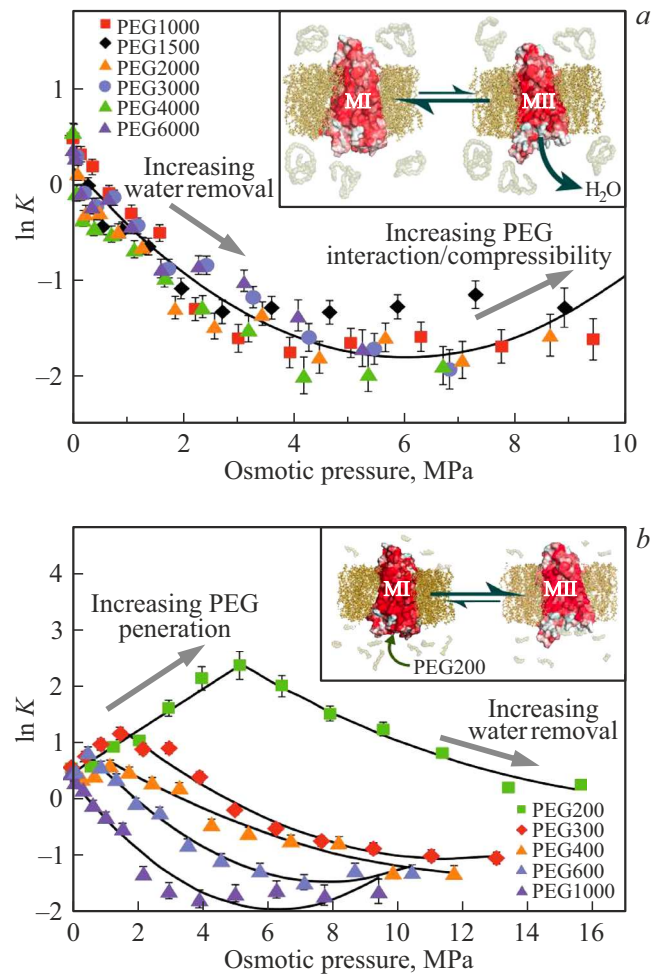 a
PEG1000
PEG1500
PEG2000
PEG3000
PEG4000
PEG6000
MI
MII
H2O
Increasing
water removal
Increasing PEG
interaction/compressibility
ln K
1
0
−1
−2
0 2 4 6 8 10
Osmotic pressure, MPa
b
MI
MII
PEG200
Increasing PEG
peneration
Increasing
water removal
PEG200
PEG300
PEG400
PEG600
PEG1000
ln K
4
3
2
1
0
−1
−2
0 2 4 6 8 10 12 14 16
Osmotic pressure, MPa